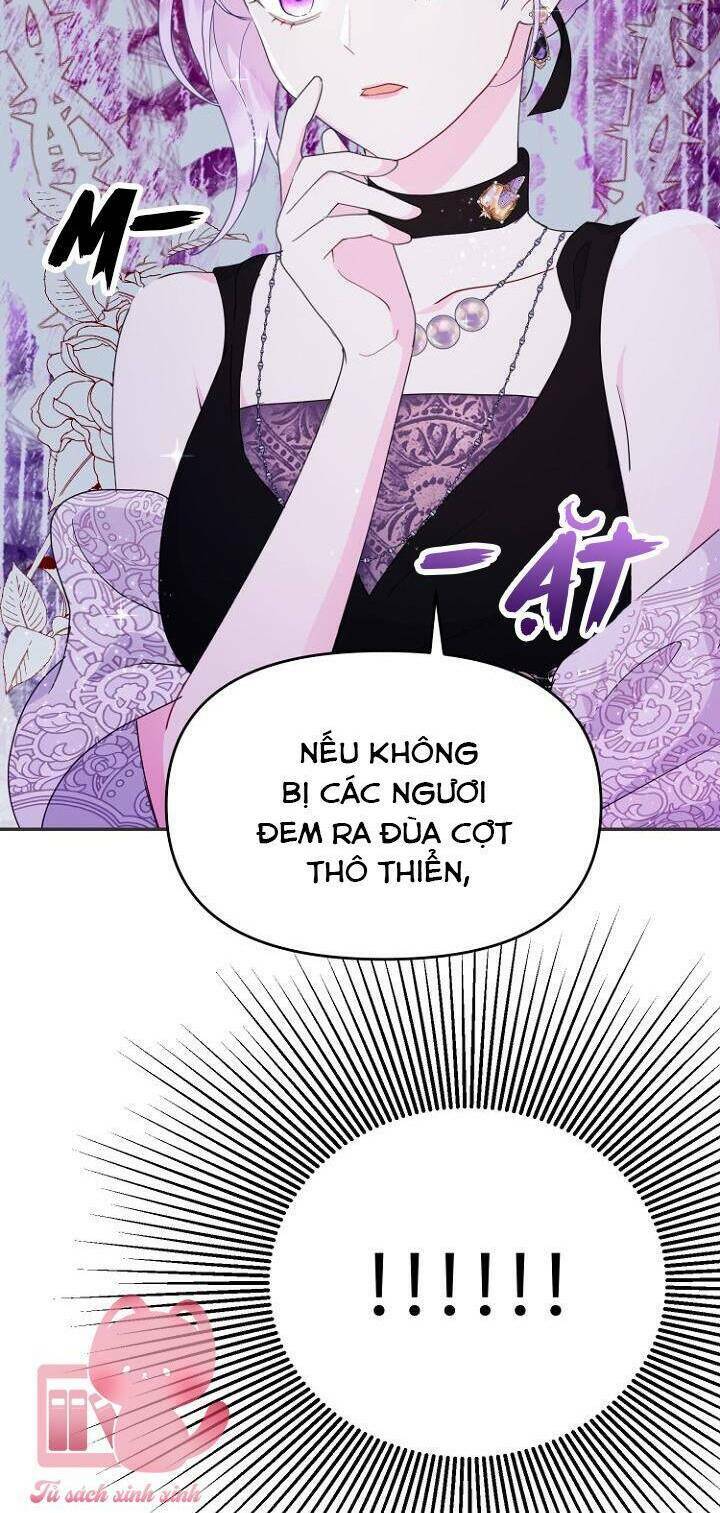 M-
-ẶT
NẾU KHÔNG
BỊ CÁC NGƯƠI
ĐEM RA ĐÙA CỢT
THÔ THIỂN,
!!!!!!
Tủ sách xinh xinh